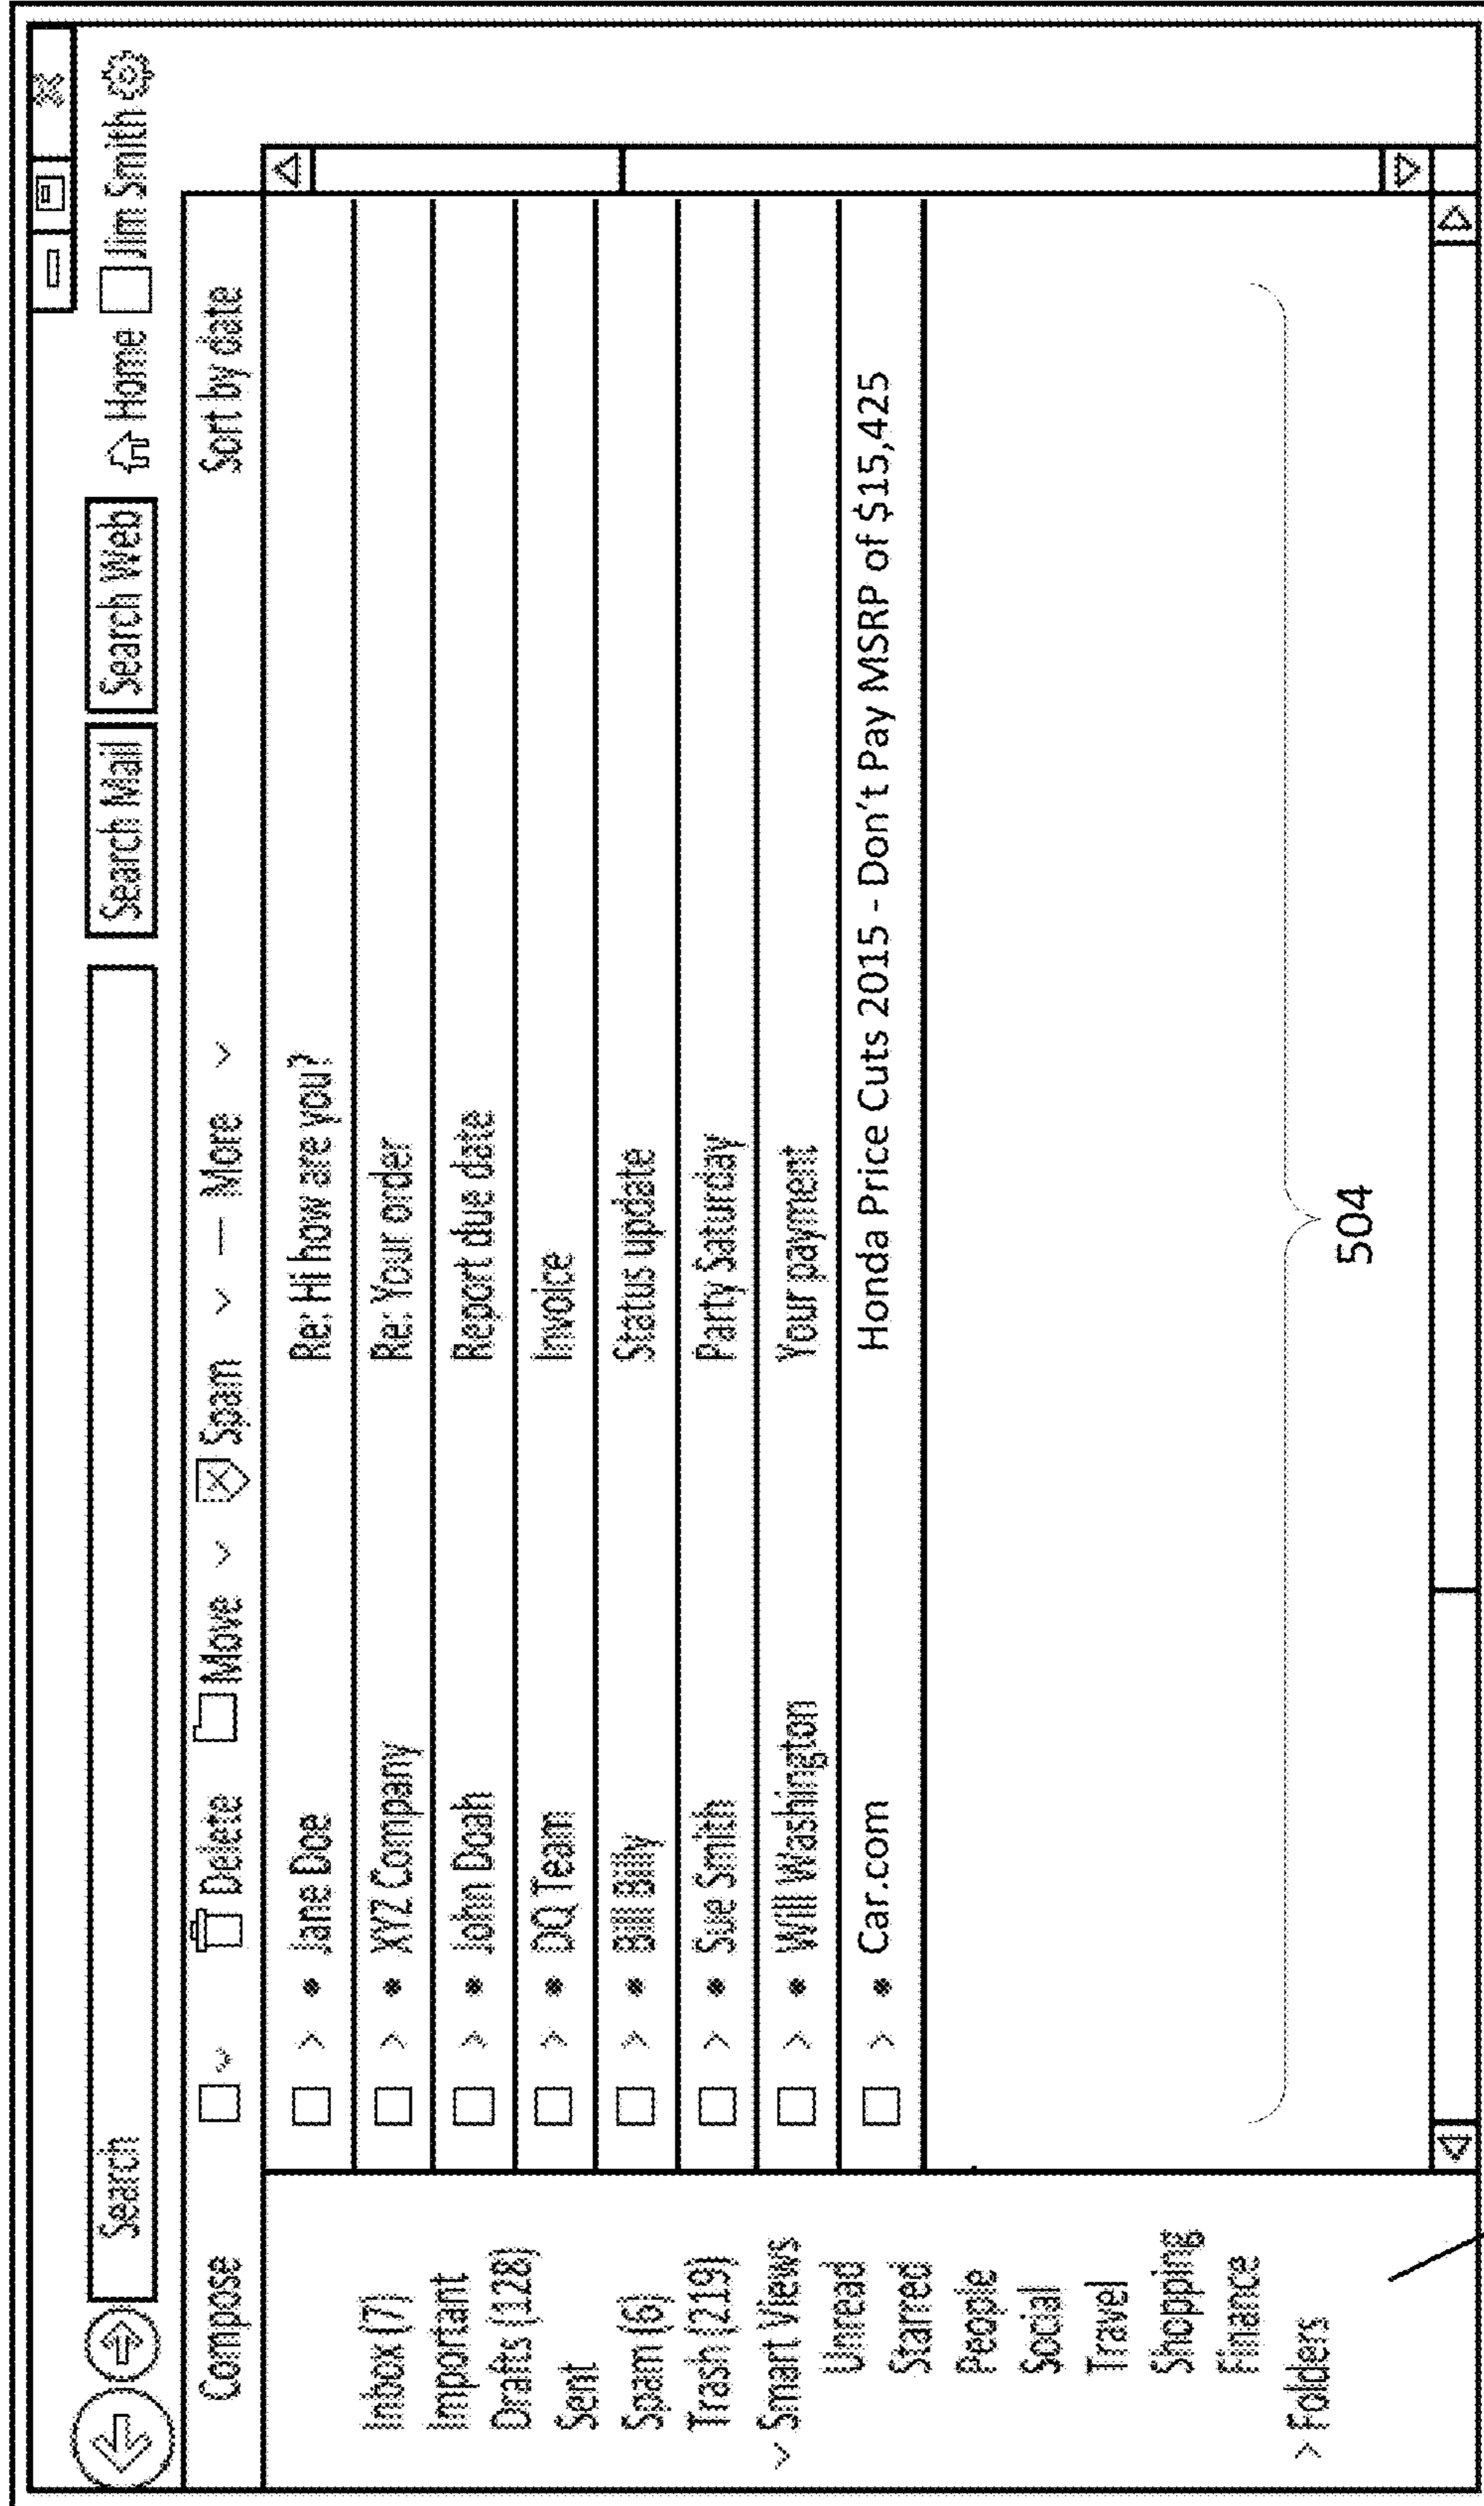 Search Search Mail Search Web Home Jim Smith
Compose Delete Move Spam More Sort by date
Inbox (7)
Important
Drafts (128)
Sent
Spam (6)
Trash (219)
Smart Views
Unread
Starred
People
Social
Travel
Shopping
Finance
> Folders
Jane Doe Re: Hi how are you?
XYZ Company Re: Your order
John Doah Report due date
DQ Team Invoice
Bill Billy Status update
Sue Smith Party Saturday
Will Washington Your payment
Car.com Honda Price Cuts 2015 - Don't Pay MSRP of $15,425
504